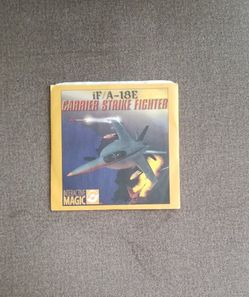 iF/A-18E
CARRIER STRIKE FIGHTER
INTERACTIVE
MAGIC